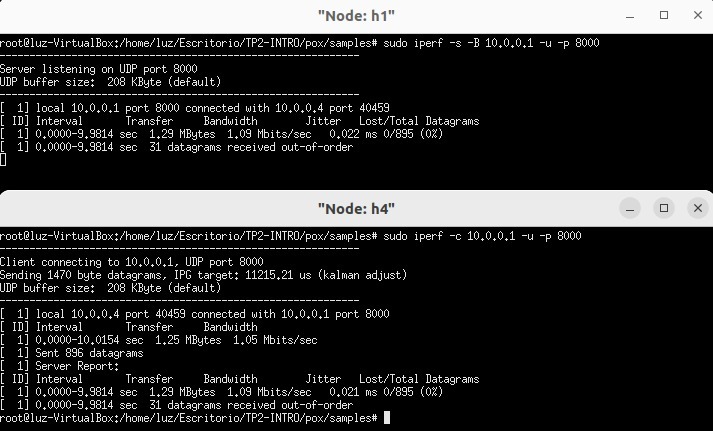 "Node: h1"
root@luz-VirtualBox:/home/luz/Escritorio/TP2-INTRO/pox/samples# sudo iperf -s -B 10.0.0.1 -u -p 8000
------------------------------------------------------------
Server listening on UDP port 8000
UDP buffer size:  208 KByte (default)
------------------------------------------------------------
[  1] local 10.0.0.1 port 8000 connected with 10.0.0.4 port 40459
[ ID] Interval       Transfer     Bandwidth        Jitter   Lost/Total Datagrams
[  1] 0.0000-9.9814 sec  1.29 MBytes  1.09 Mbits/sec   0.022 ms 0/895 (0%)
[  1] 0.0000-9.9814 sec  31 datagrams received out-of-order
"Node: h4"
root@luz-VirtualBox:/home/luz/Escritorio/TP2-INTRO/pox/samples# sudo iperf -c 10.0.0.1 -u -p 8000
------------------------------------------------------------
Client connecting to 10.0.0.1, UDP port 8000
Sending 1470 byte datagrams, IPG target: 11215.21 us (kalman adjust)
UDP buffer size:  208 KByte (default)
------------------------------------------------------------
[  1] local 10.0.0.4 port 40459 connected with 10.0.0.1 port 8000
[ ID] Interval       Transfer     Bandwidth
[  1] 0.0000-10.0154 sec  1.25 MBytes  1.05 Mbits/sec
[  1] Sent 896 datagrams
[  1] Server Report:
[ ID] Interval       Transfer     Bandwidth        Jitter   Lost/Total Datagrams
[  1] 0.0000-9.9814 sec  1.29 MBytes  1.09 Mbits/sec   0.021 ms 0/895 (0%)
[  1] 0.0000-9.9814 sec  31 datagrams received out-of-order
root@luz-VirtualBox:/home/luz/Escritorio/TP2-INTRO/pox/samples#